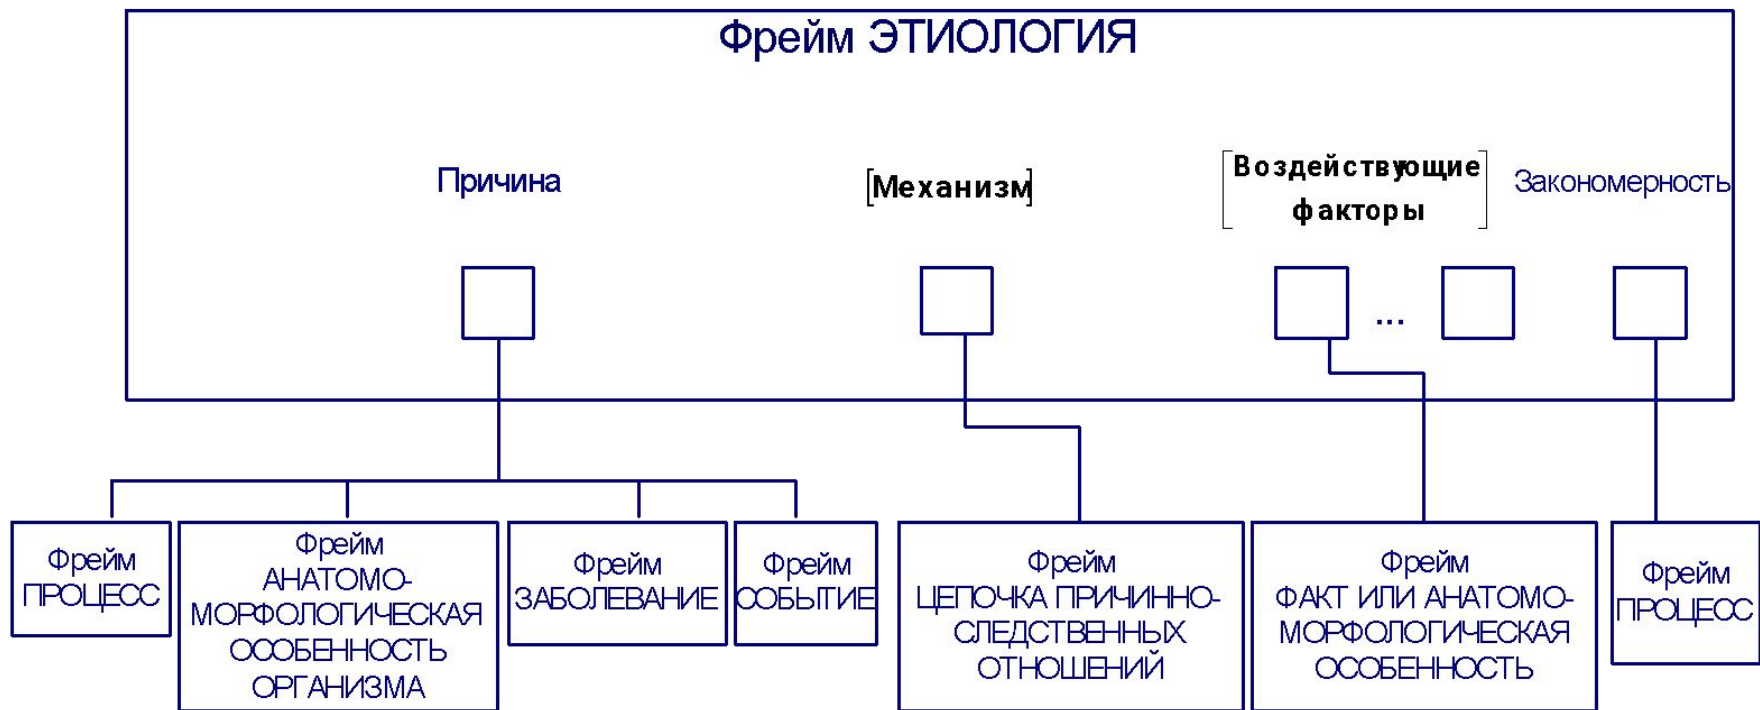 Фрейм ЭТИОЛОГИЯ
Причина
[Механизм]
[Воздействующие
факторы]
Закономерность
...
Фрейм
ПРОЦЕСС
Фрейм
АНАТОМО-
МОРФОЛОГИЧЕСКАЯ
ОСОБЕННОСТЬ
ОРГАНИЗМА
Фрейм
ЗАБОЛЕВАНИЕ
Фрейм
СОБЫТИЕ
Фрейм
ЦЕПОЧКА ПРИЧИННО-
СЛЕДСТВЕННЫХ
ОТНОШЕНИЙ
Фрейм
ФАКТ ИЛИ АНАТОМО-
МОРФОЛОГИЧЕСКАЯ
ОСОБЕННОСТЬ
Фрейм
ПРОЦЕСС